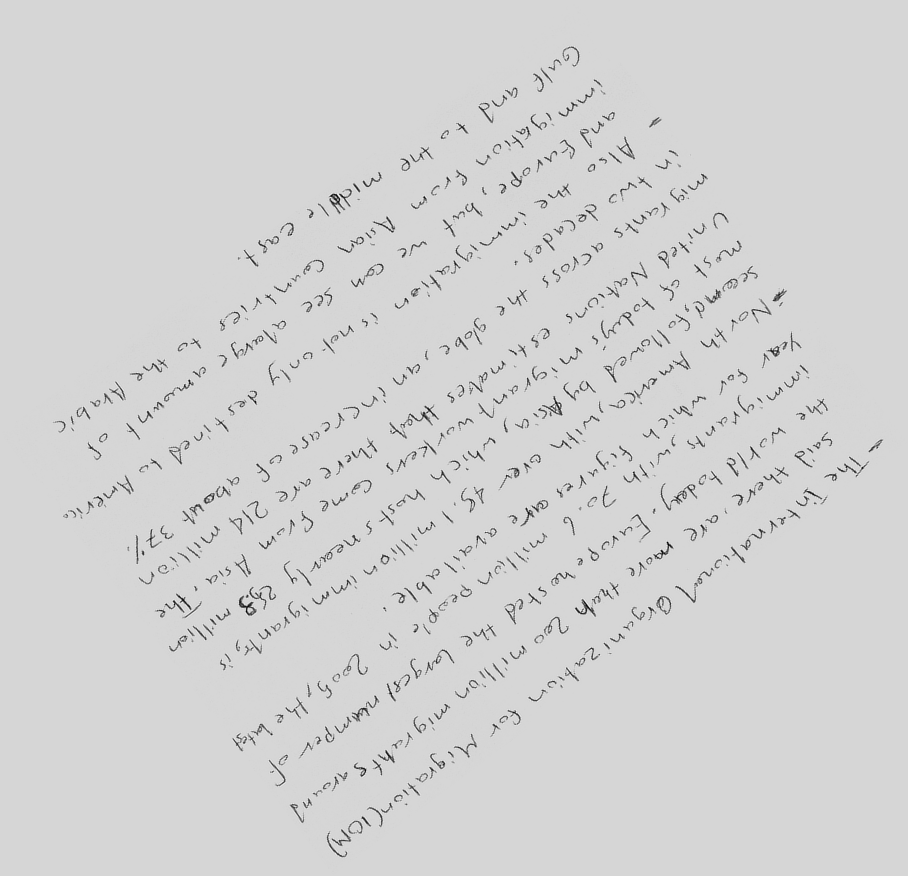 - The International Organization for Migration(IOM)
said there, are more than 200 million migrants around
the world today. Europe hosted the largest numper of
immigrants, with 70.6 million people in 2005, the latest
year for which figures are available.
- North America, with over 45.1 million immigrants, is
second, followed by Asia, which hosts nearly million
most of today's migrant workers come from Asia. The
United Nations estimates that there are 214 million
migrants across the globe, an increase of about 37%
in two decades.
- Also the immigration is not only destined to America
and Europe, but we can see a large amount of
immigration from Asian countries to the Arabic
Gulf and to the middle east.